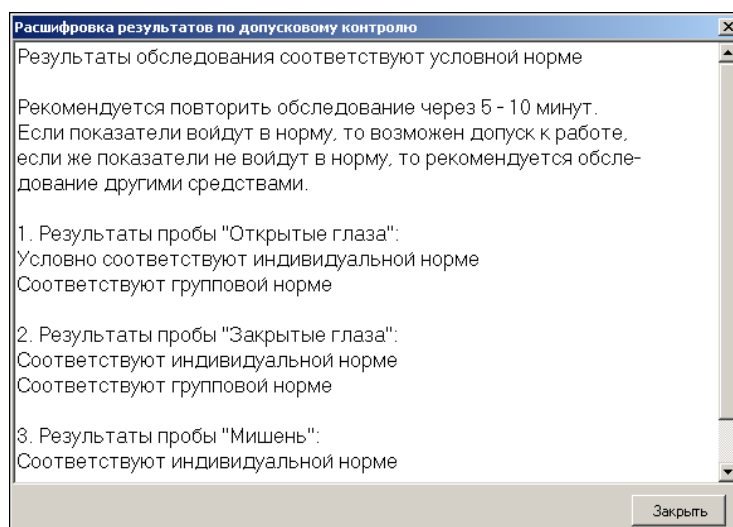 Расшифровка результатов по допусковому контролю
Результаты обследования соответствуют условной норме
Рекомендуется повторить обследование через 5 - 10 минут.
Если показатели войдут в норму, то возможен допуск к работе,
если же показатели не войдут в норму, то рекомендуется обсле-
дование другими средствами.
1. Результаты пробы "Открытые глаза":
Условно соответствуют индивидуальной норме
Соответствуют групповой норме
2. Результаты пробы "Закрытые глаза":
Соответствуют индивидуальной норме
Соответствуют групповой норме
3. Результаты пробы "Мишень":
Соответствуют индивидуальной норме
Закрыть